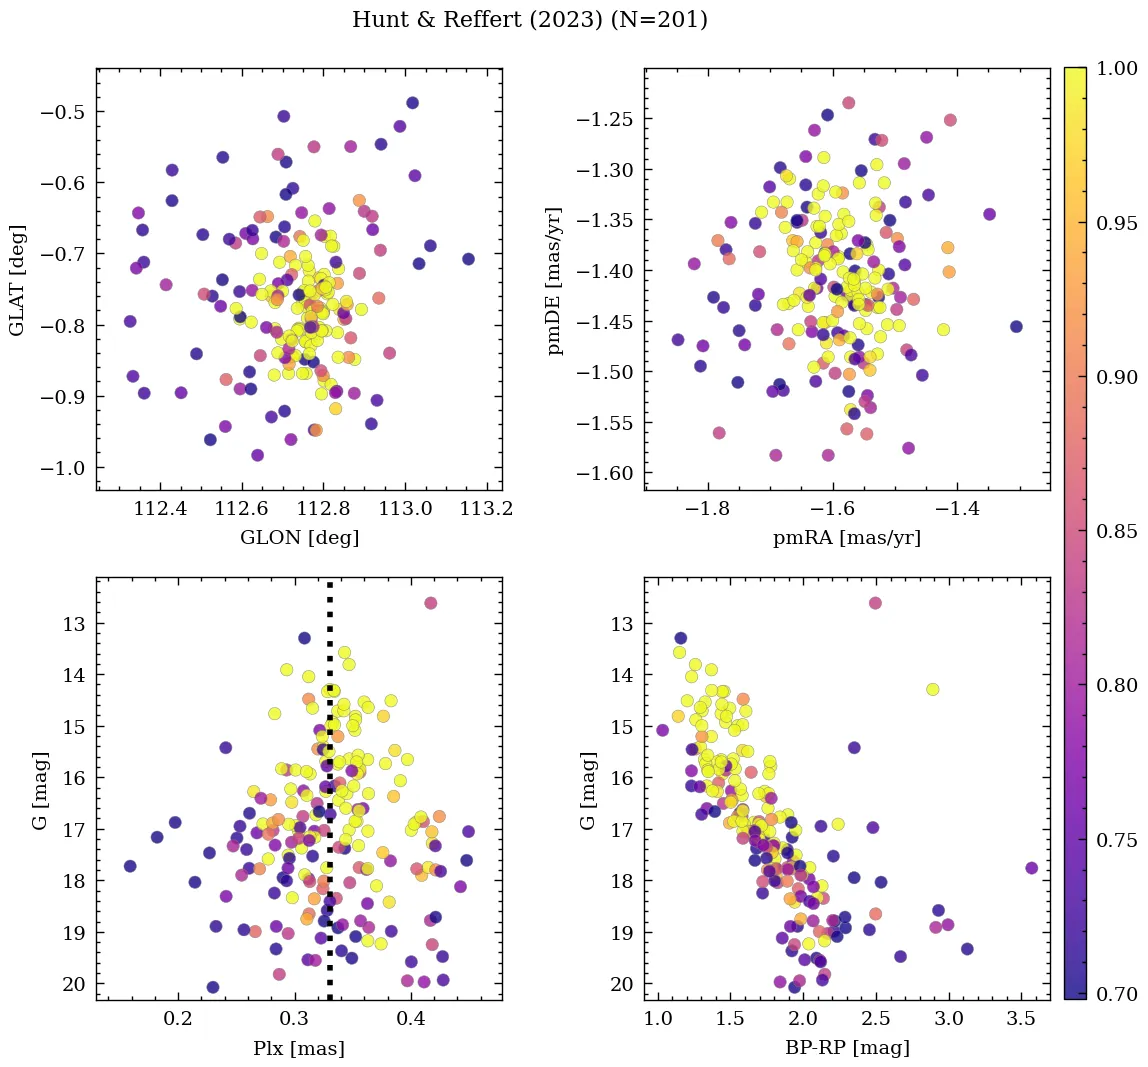 Hunt & Reffert (2023) (N=201)
−0.5
−0.6
−0.7
−0.8
−0.9
−1.0
GLAT [deg]
112.4 112.6 112.8 113.0 113.2
GLON [deg]
−1.25
−1.30
−1.35
−1.40
−1.45
−1.50
−1.55
−1.60
pmDE [mas/yr]
−1.8 −1.6 −1.4
pmRA [mas/yr]
13
14
15
16
17
18
19
20
G [mag]
0.2 0.3 0.4
Plx [mas]
13
14
15
16
17
18
19
20
G [mag]
1.0 1.5 2.0 2.5 3.0 3.5
BP-RP [mag]
1.00
0.95
0.90
0.85
0.80
0.75
0.70